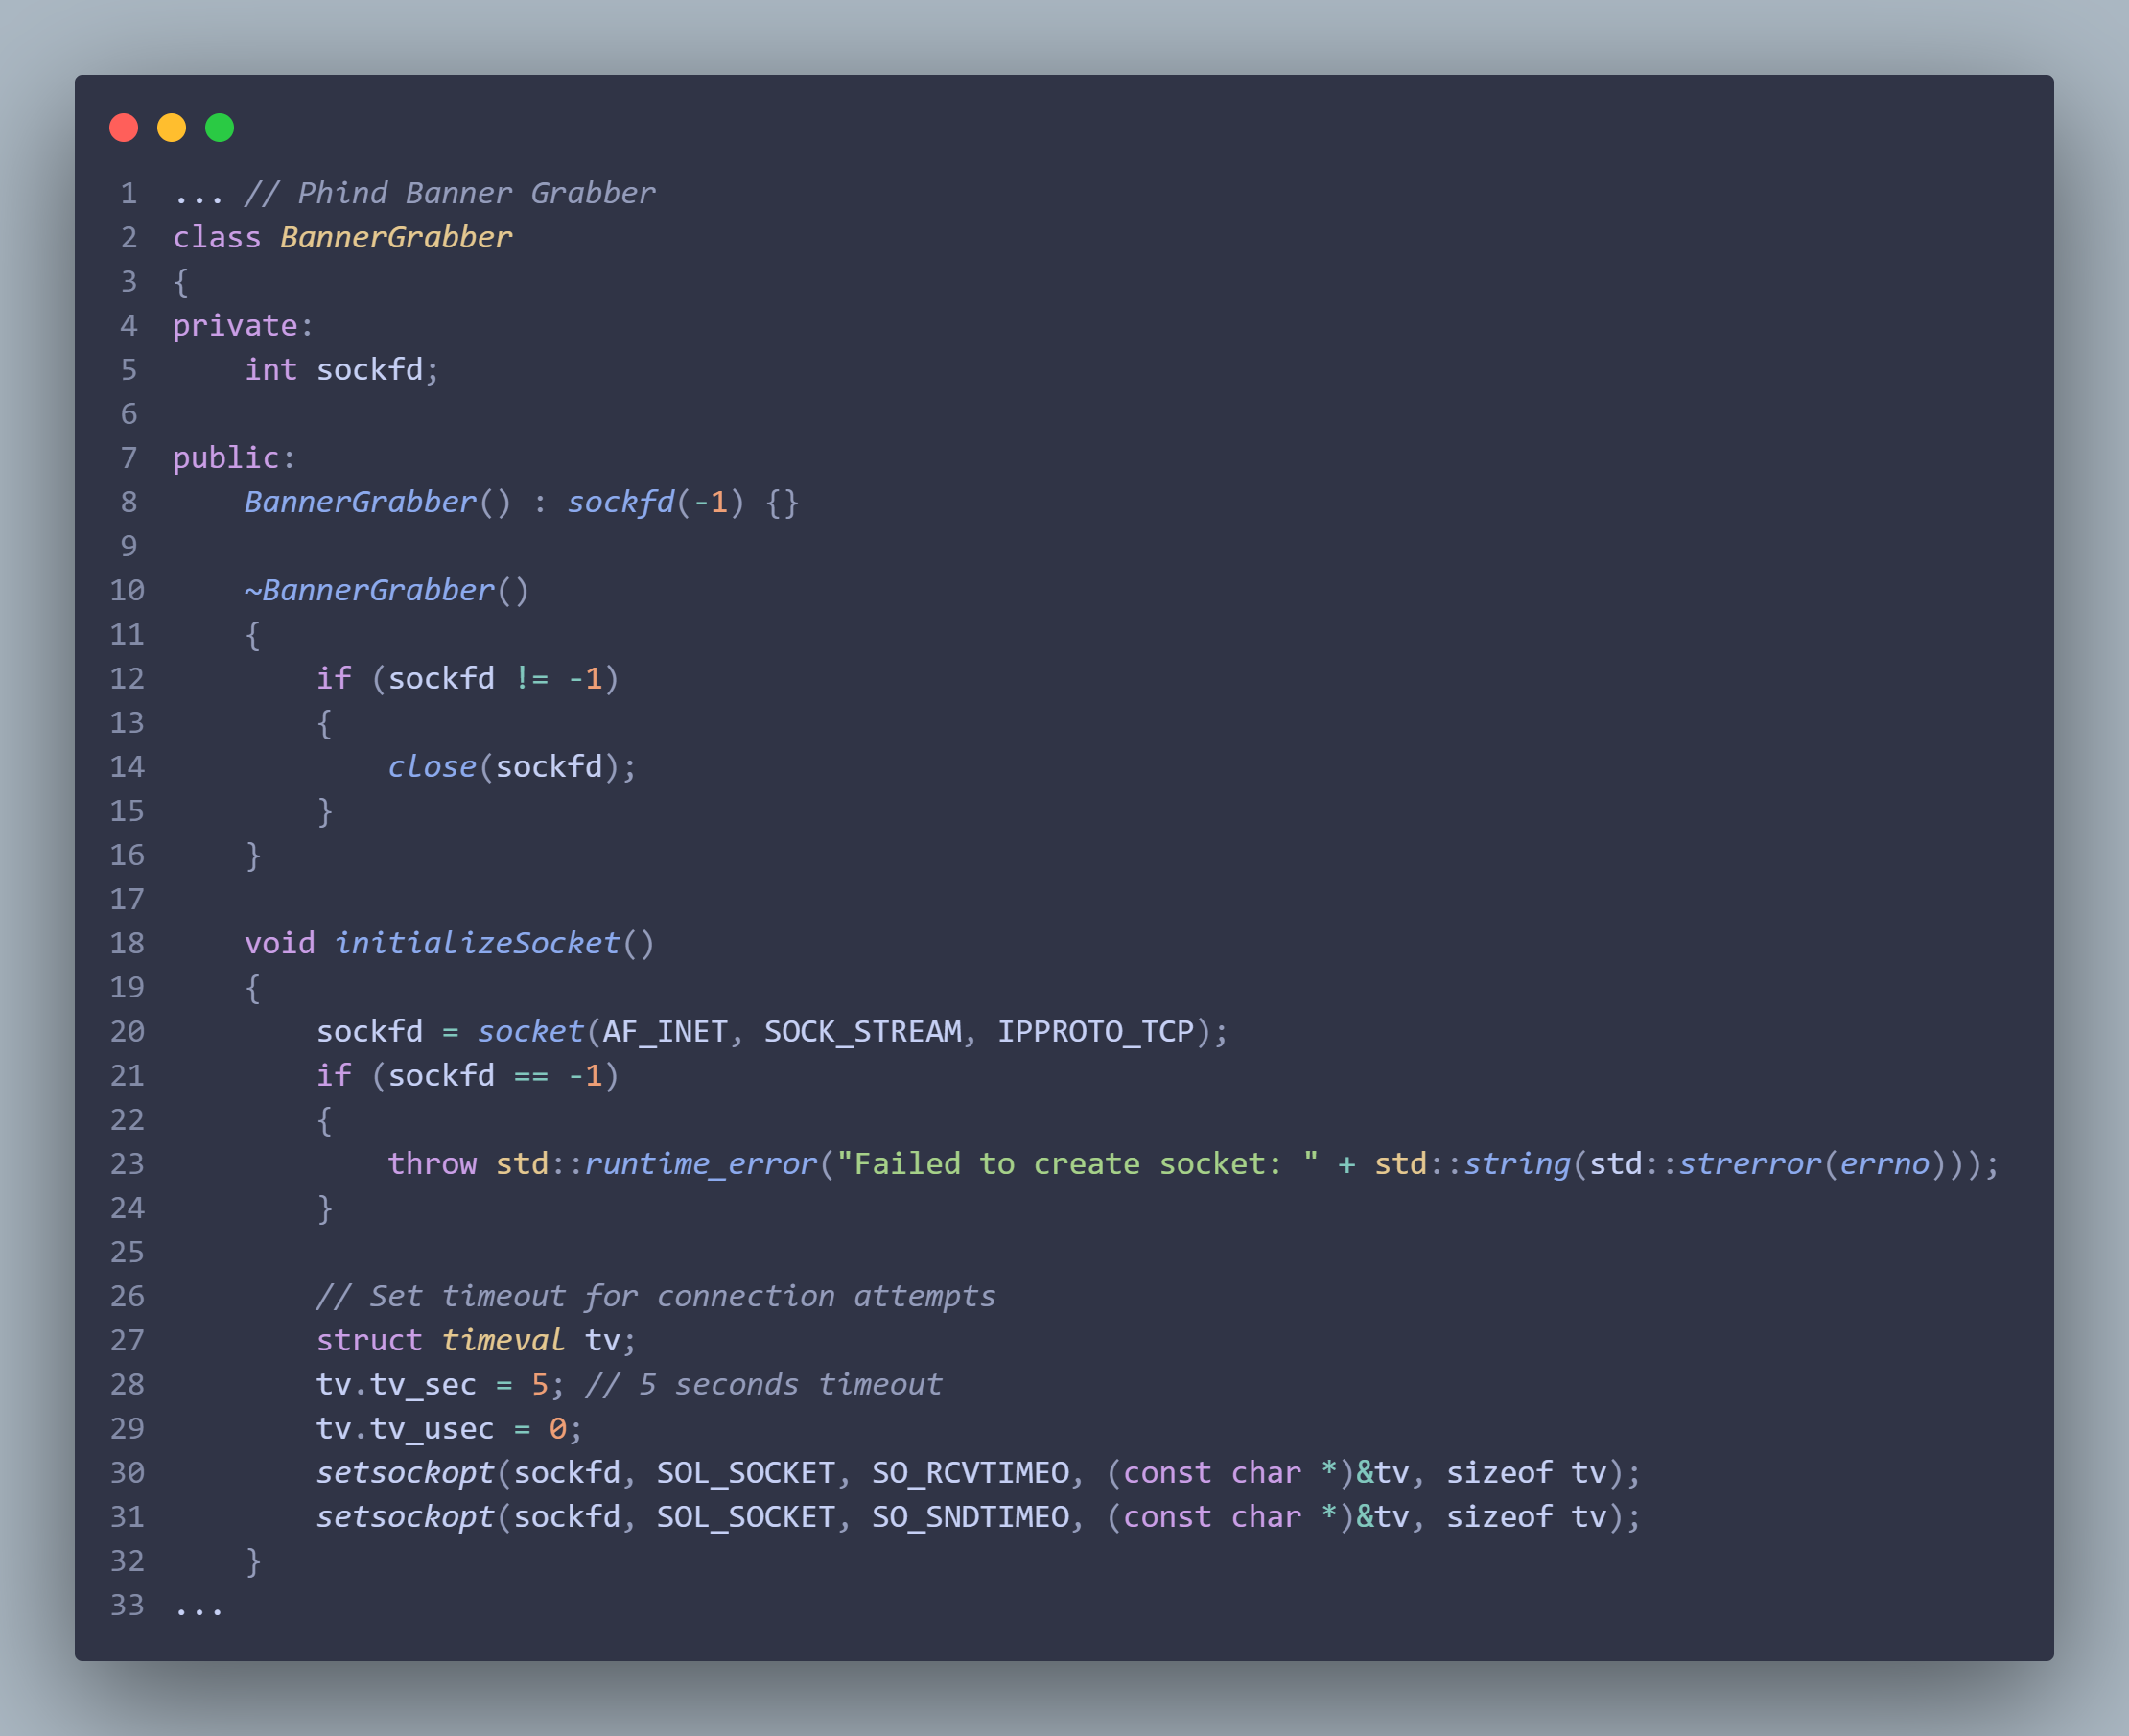 1 ... // Phind Banner Grabber
2 class BannerGrabber
3 {
4 private:
5     int sockfd;
6
7 public:
8     BannerGrabber() : sockfd(-1) {}
9
10     ~BannerGrabber()
11     {
12         if (sockfd != -1)
13         {
14             close(sockfd);
15         }
16     }
17
18     void initializeSocket()
19     {
20         sockfd = socket(AF_INET, SOCK_STREAM, IPPROTO_TCP);
21         if (sockfd == -1)
22         {
23             throw std::runtime_error("Failed to create socket: " + std::string(std::strerror(errno)));
24         }
25
26         // Set timeout for connection attempts
27         struct timeval tv;
28         tv.tv_sec = 5; // 5 seconds timeout
29         tv.tv_usec = 0;
30         setsockopt(sockfd, SOL_SOCKET, SO_RCVTIMEO, (const char *)&tv, sizeof tv);
31         setsockopt(sockfd, SOL_SOCKET, SO_SNDTIMEO, (const char *)&tv, sizeof tv);
32     }
33 ...